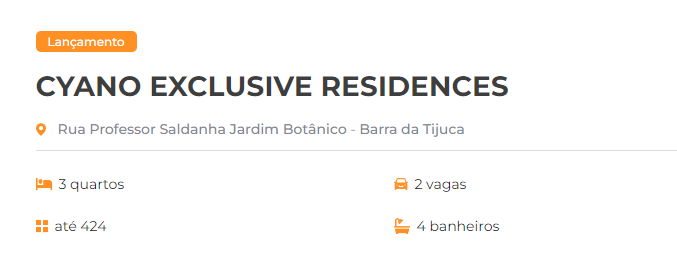 Lançamento
CYANO EXCLUSIVE RESIDENCES
Rua Professor Saldanha Jardim Botânico - Barra da Tijuca
3 quartos
2 vagas
até 424
4 banheiros